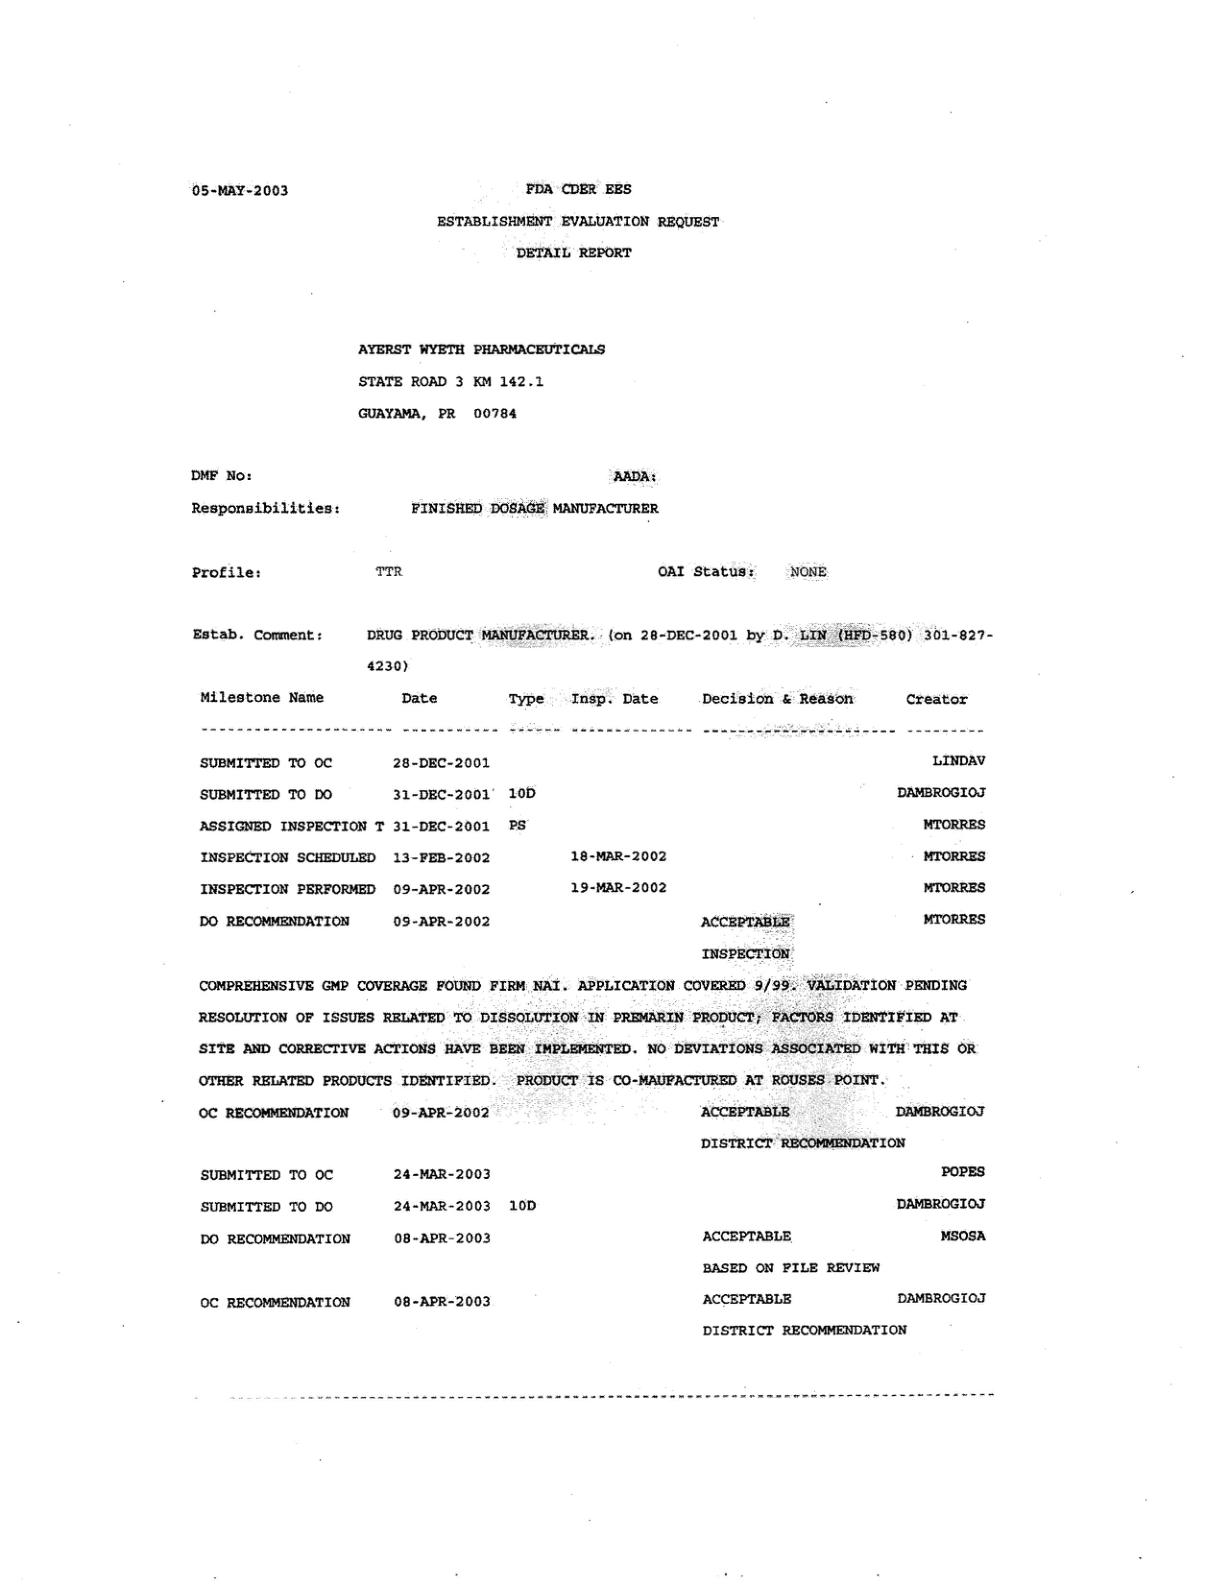 05-MAY-2003 FDA CDER EES
ESTABLISHMENT EVALUATION REQUEST
DETAIL REPORT
AYERST WYETH PHARMACEUTICALS
STATE ROAD 3 KM 142.1
GUAYAMA, PR 00784
DMF No: AADA:
Responsibilities: FINISHED DOSAGE MANUFACTURER
Profile: TTR OAI Status: NONE
Estab. Comment: DRUG PRODUCT MANUFACTURER. (on 28-DEC-2001 by D. LIN (HFD-580) 301-827-
4230)
Milestone Name Date Type Insp. Date Decision & Reason Creator
SUBMITTED TO OC 28-DEC-2001 LINDAV
SUBMITTED TO DO 31-DEC-2001 10D DAMBROGIOJ
ASSIGNED INSPECTION T 31-DEC-2001 PS MTORRES
INSPECTION SCHEDULED 13-FEB-2002 18-MAR-2002 MTORRES
INSPECTION PERFORMED 09-APR-2002 19-MAR-2002 MTORRES
DO RECOMMENDATION 09-APR-2002 ACCEPTABLE MTORRES
INSPECTION
COMPREHENSIVE GMP COVERAGE FOUND FIRM NAI. APPLICATION COVERED 9/99. VALIDATION PENDING
RESOLUTION OF ISSUES RELATED TO DISSOLUTION IN PREMARIN PRODUCT; FACTORS IDENTIFIED AT
SITE AND CORRECTIVE ACTIONS HAVE BEEN IMPLEMENTED. NO DEVIATIONS ASSOCIATED WITH THIS OR
OTHER RELATED PRODUCTS IDENTIFIED. PRODUCT IS CO-MAUFACTURED AT ROUSES POINT.
OC RECOMMENDATION 09-APR-2002 ACCEPTABLE DAMBROGIOJ
DISTRICT RECOMMENDATION
SUBMITTED TO OC 24-MAR-2003 POPES
SUBMITTED TO DO 24-MAR-2003 10D DAMBROGIOJ
DO RECOMMENDATION 08-APR-2003 ACCEPTABLE MSOSA
BASED ON FILE REVIEW
OC RECOMMENDATION 08-APR-2003 ACCEPTABLE DAMBROGIOJ
DISTRICT RECOMMENDATION